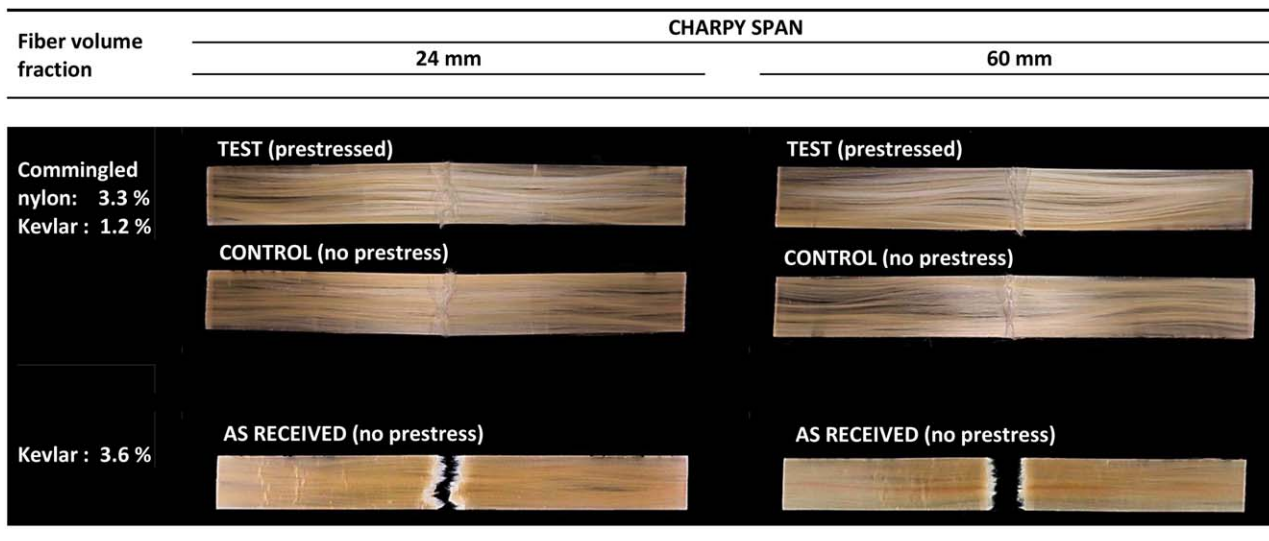 Fiber volume
fraction
CHARPY SPAN
24 mm
60 mm
Commingled
nylon: 3.3 %
Kevlar : 1.2 %
TEST (prestressed)
TEST (prestressed)
CONTROL (no prestress)
CONTROL (no prestress)
Kevlar : 3.6 %
AS RECEIVED (no prestress)
AS RECEIVED (no prestress)